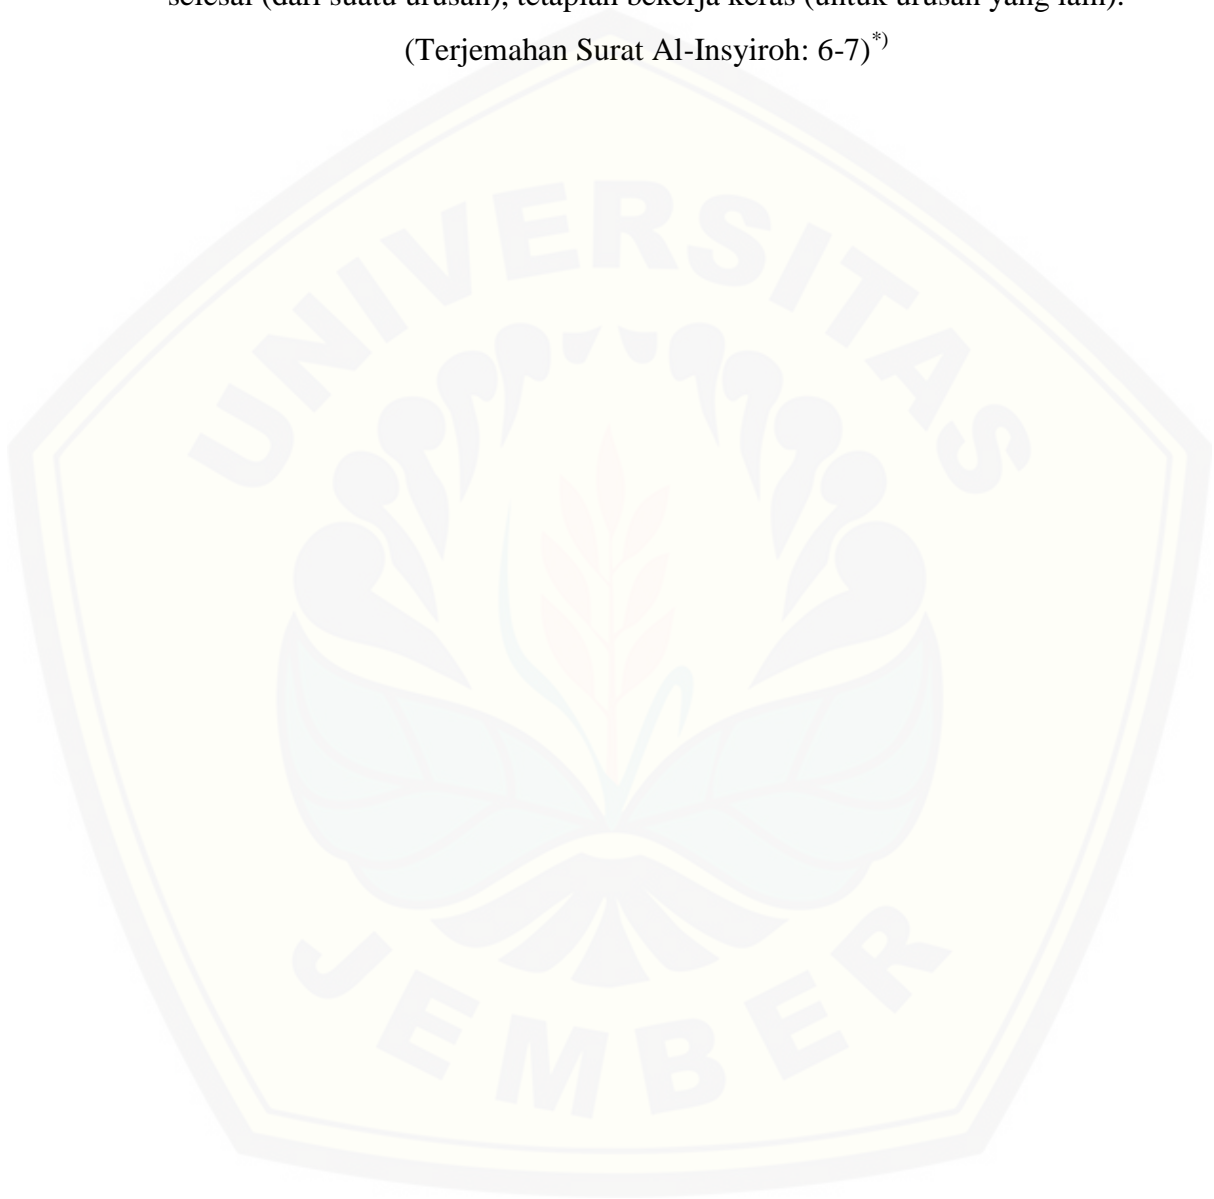 selesai (dari suatu urusan), tetaplah bekerja keras (untuk urusan yang lain).
(Terjemahan Surat Al-Insyiroh: 6-7)*)
UNIVERSITAS
JEMBER